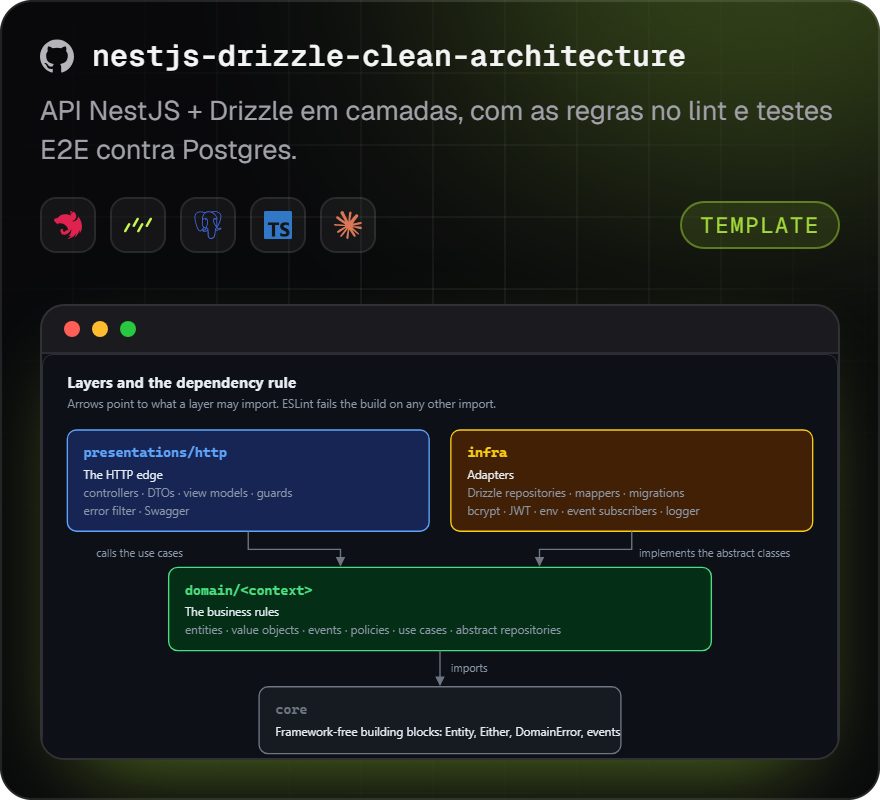 nestjs-drizzle-clean-architecture
API NestJS + Drizzle em camadas, com as regras no lint e testes
E2E contra Postgres.
TS
TEMPLATE
Layers and the dependency rule
Arrows point to what a layer may import. ESLint fails the build on any other import.
presentations/http
The HTTP edge
controllers · DTOs · view models · guards
error filter · Swagger
infra
Adapters
Drizzle repositories · mappers · migrations
bcrypt · JWT · env · event subscribers · logger
calls the use cases
implements the abstract classes
domain/<context>
The business rules
entities · value objects · events · policies · use cases · abstract repositories
imports
core
Framework-free building blocks: Entity, Either, DomainError, events